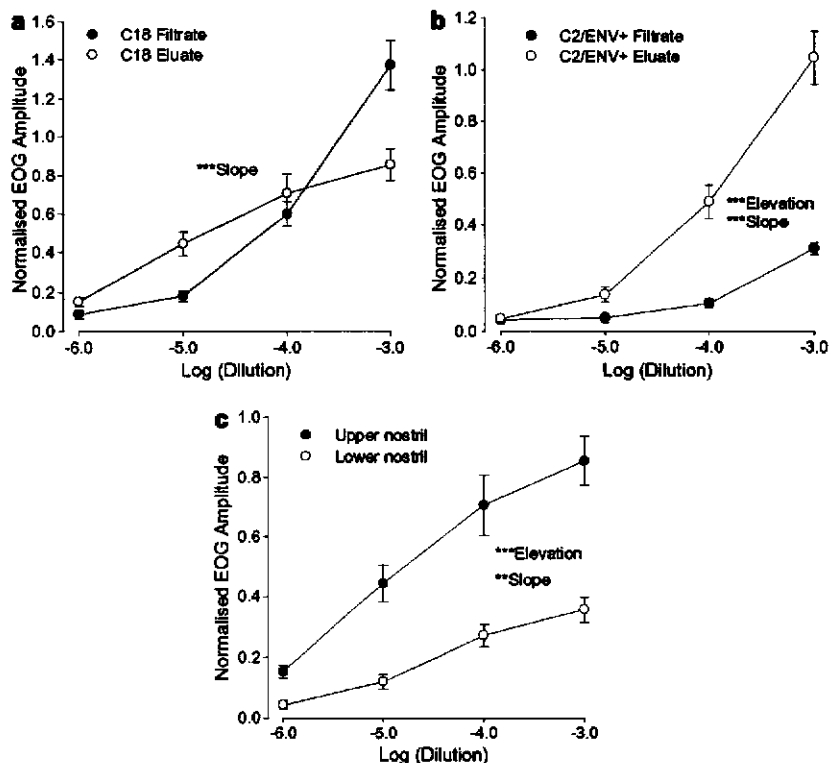 a
C18 Filtrate
C18 Eluate
Normalised EOG Amplitude
1.6
1.4
1.2
1.0
0.8
0.6
0.4
0.2
0.0
***Slope
-6.0 -5.0 -4.0 -3.0
Log (Dilution)
b
C2/ENV+ Filtrate
C2/ENV+ Eluate
Normalised EOG Amplitude
1.2
1.0
0.8
0.6
0.4
0.2
0.0
***Elevation
***Slope
-6.0 -5.0 -4.0 -3.0
Log (Dilution)
c
Upper nostril
Lower nostril
Normalised EOG Amplitude
1.0
0.8
0.6
0.4
0.2
0.0
***Elevation
**Slope
-6.0 -5.0 -4.0 -3.0
Log (Dilution)